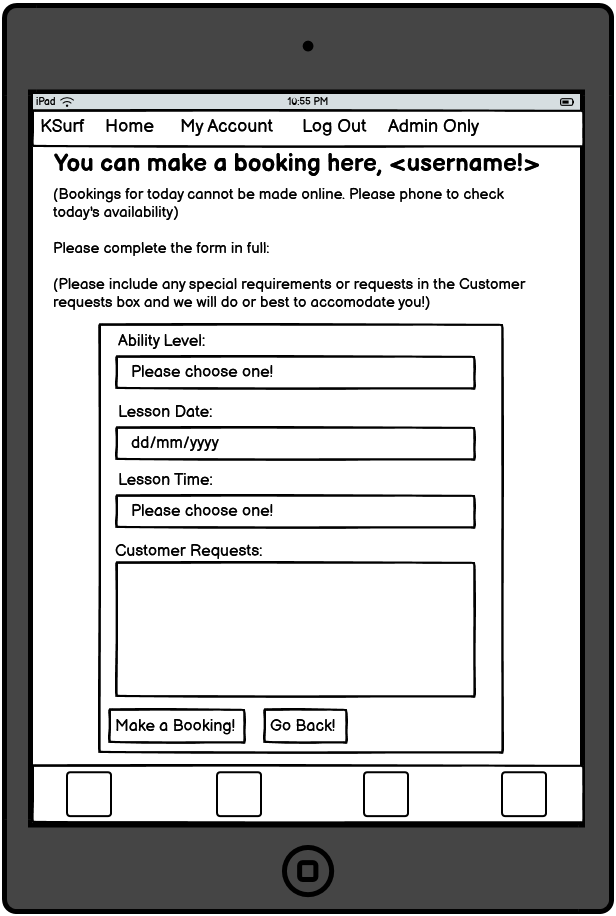 iPad 10:55 PM
KSurf Home My Account Log Out Admin Only
You can make a booking here, <username!>
(Bookings for today cannot be made online. Please phone to check
today's availability)
Please complete the form in full:
(Please include any special requirements or requests in the Customer
requests box and we will do or best to accomodate you!)
Ability Level:
Please choose one!
Lesson Date:
dd/mm/yyyy
Lesson Time:
Please choose one!
Customer Requests:
Make a Booking! Go Back!